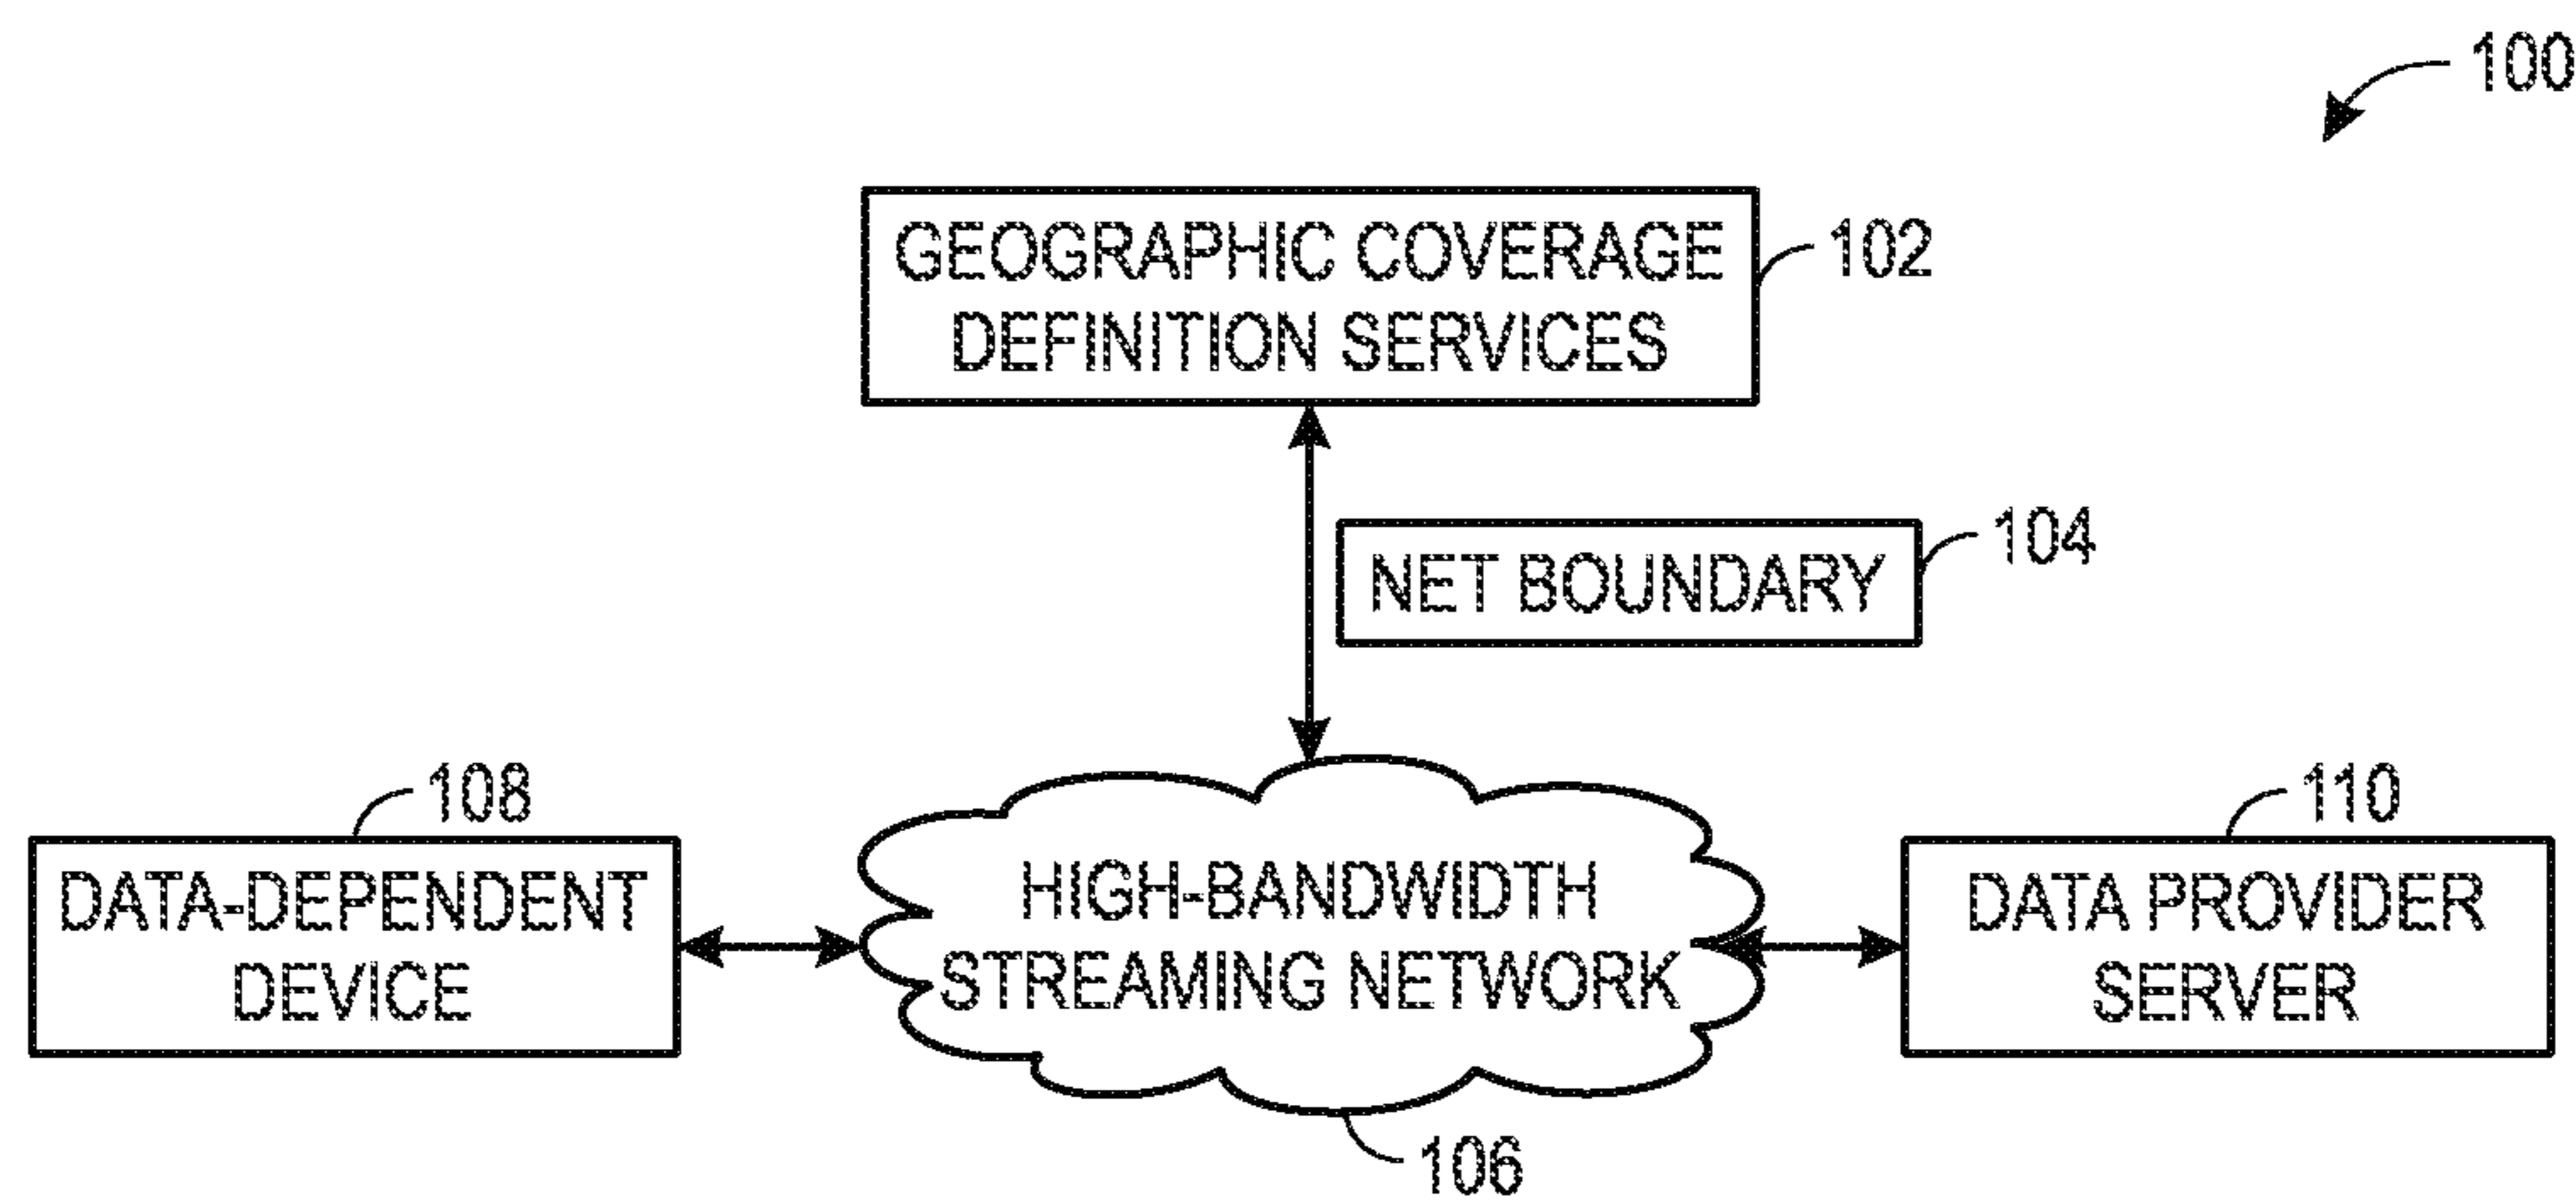 100
GEOGRAPHIC COVERAGE
DEFINITION SERVICES
102
NET BOUNDARY
104
108
DATA-DEPENDENT
DEVICE
HIGH-BANDWIDTH
STREAMING NETWORK
106
110
DATA PROVIDER
SERVER